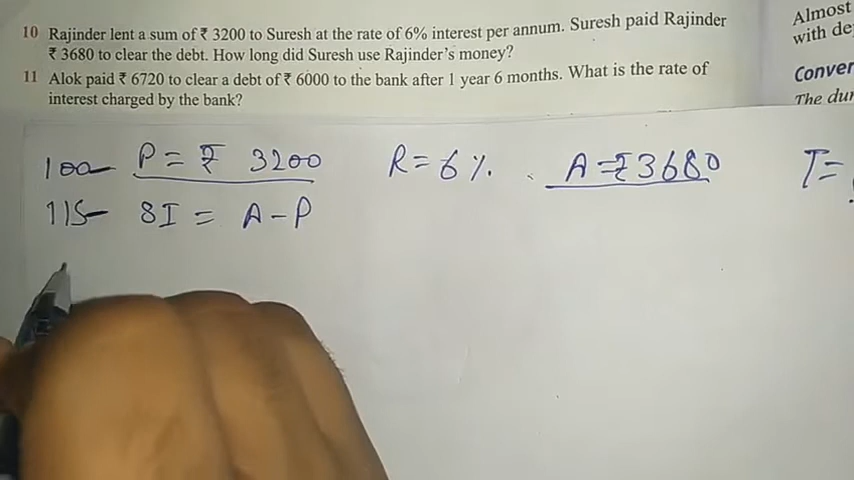 10 Rajinder lent a sum of ₹ 3200 to Suresh at the rate of 6% interest per annum. Suresh paid Rajinder
₹ 3680 to clear the debt. How long did Suresh use Rajinder's money?
11 Alok paid ₹ 6720 to clear a debt of ₹ 6000 to the bank after 1 year 6 months. What is the rate of
interest charged by the bank?
Almost
with de
Conver
The dur
100- P = ₹ 3200 R = 6 %. A = ₹ 3680 T =
115- SI = A - P